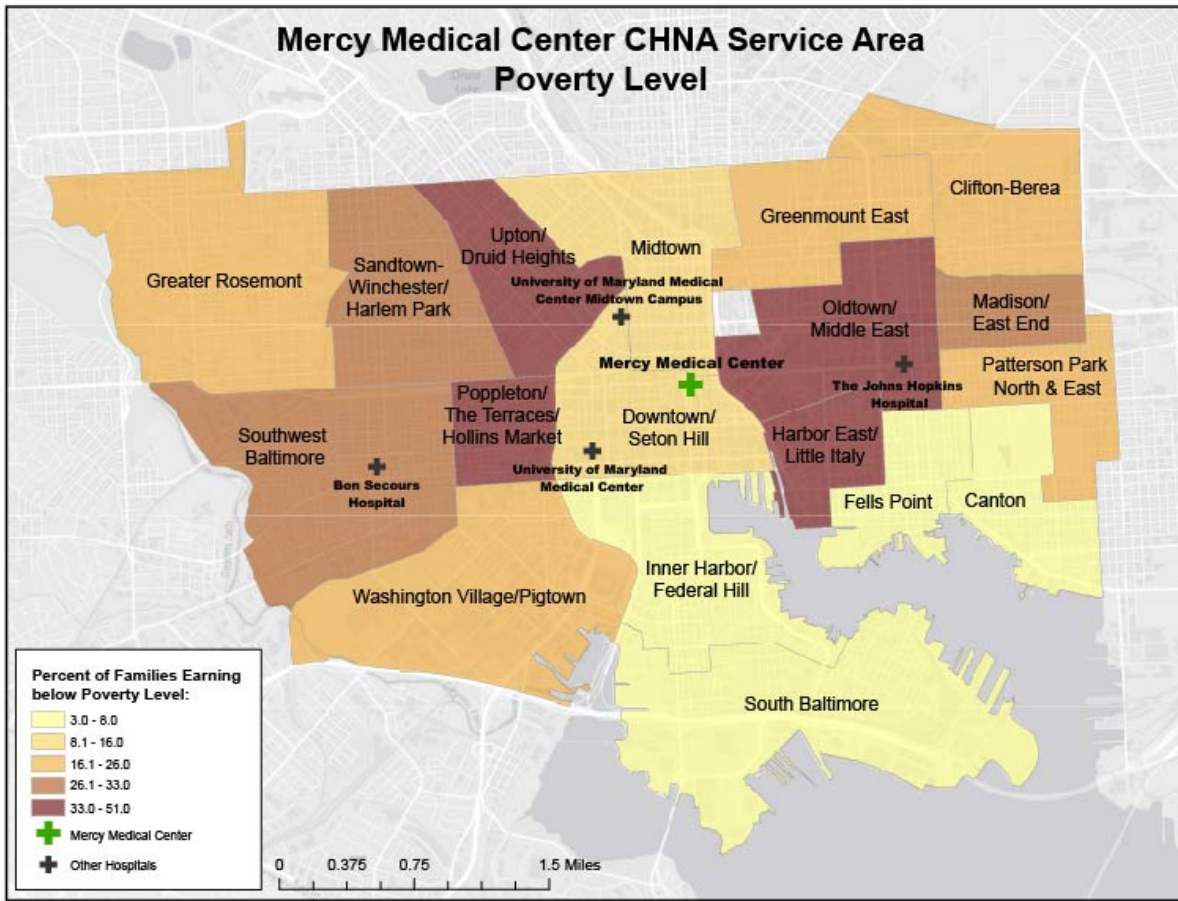 Mercy Medical Center CHNA Service Area
Poverty Level
Clifton-Berea
Greenmount East
Upton/
Druid Heights
Midtown
Greater Rosemont
Sandtown-
Winchester/
Harlem Park
University of Maryland Medical
Center Midtown Campus
Oldtown/
Middle East
Madison/
East End
Mercy Medical Center
Patterson Park
North & East
The Johns Hopkins
Hospital
Poppleton/
The Terraces/
Hollins Market
Downtown/
Seton Hill
Southwest
Baltimore
Harbor East/
Little Italy
University of Maryland
Medical Center
Bon Secours
Hospital
Fells Point
Canton
Inner Harbor/
Federal Hill
Washington Village/Pigtown
South Baltimore
Percent of Families Earning
below Poverty Level:
3.0 - 8.0
8.1 - 16.0
16.1 - 26.0
26.1 - 33.0
33.0 - 51.0
Mercy Medical Center
Other Hospitals
0 0.375 0.75 1.5 Miles